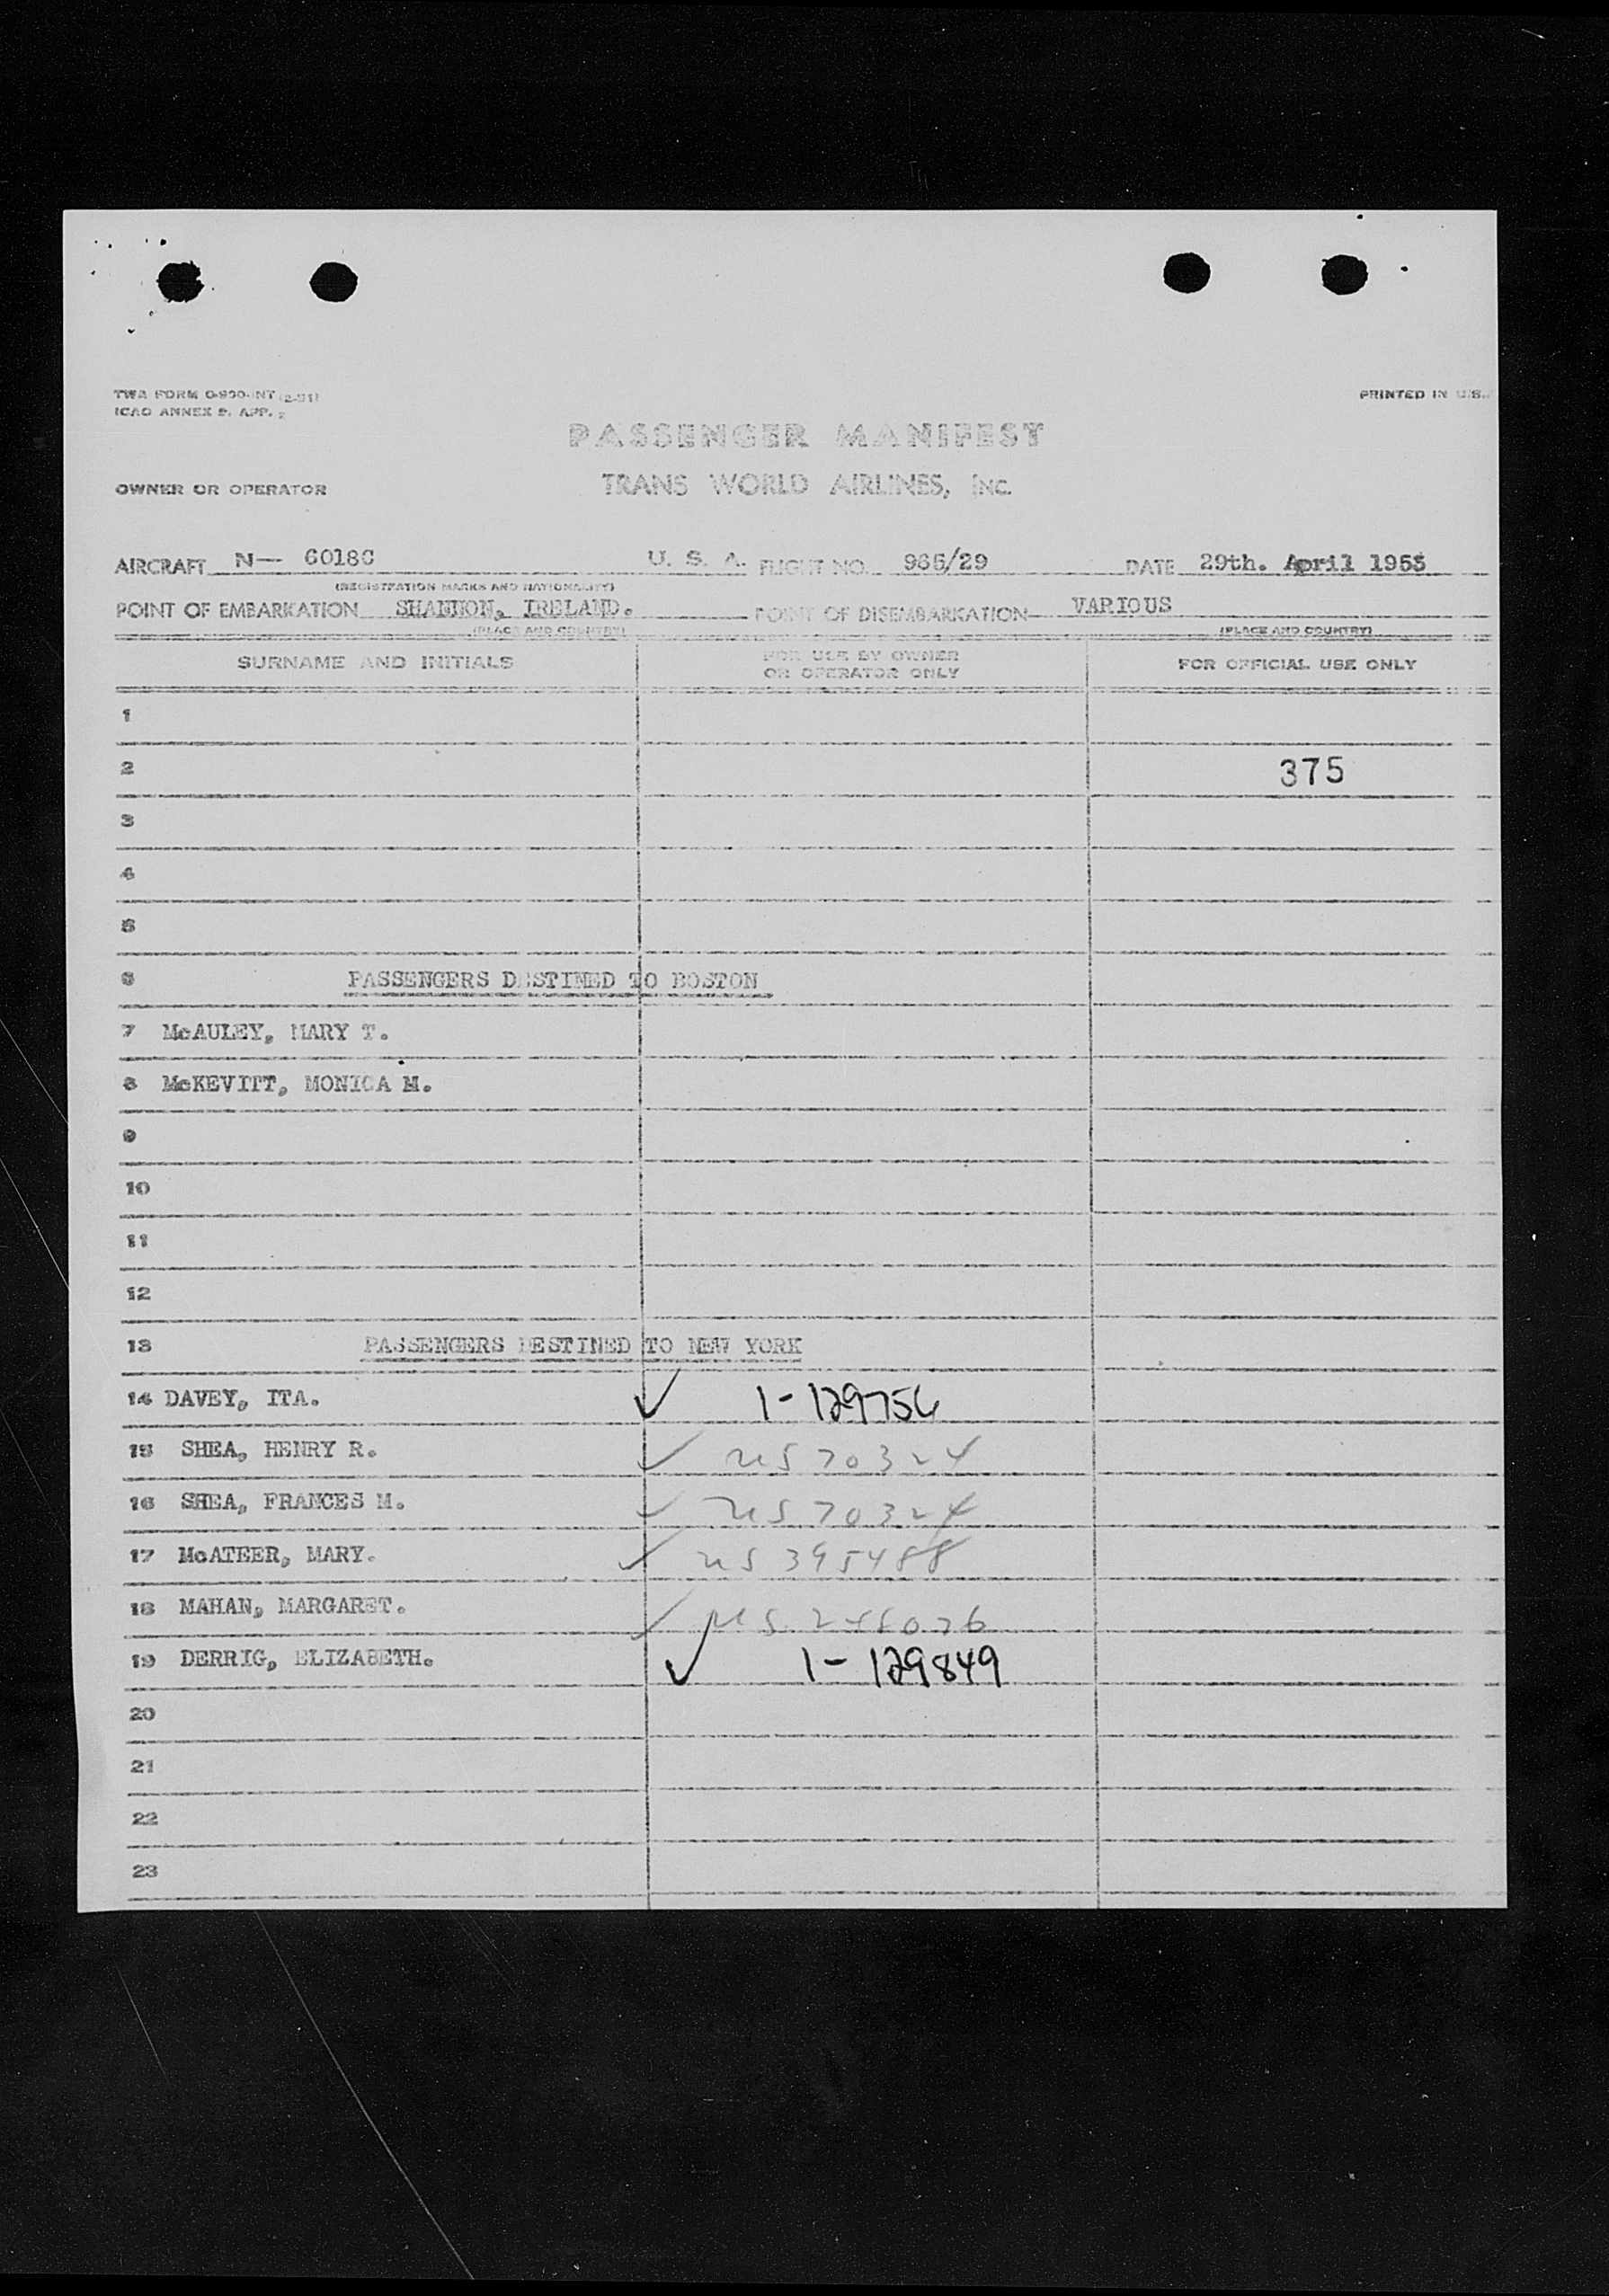 TWA FORM O-900-INT (2-51)
ICAO ANNEX 9, APP. 2
PRINTED IN U.S.
PASSENGER MANIFEST
OWNER OR OPERATOR TRANS WORLD AIRLINES, INC.
AIRCRAFT N— 6018C U. S. A. FLIGHT NO. 965/29 DATE 29th. April 1955
(REGISTRATION MARKS AND NATIONALITY)
POINT OF EMBARKATION SHANNON, IRELAND. POINT OF DISEMBARKATION VARIOUS
(PLACE AND COUNTRY) (PLACE AND COUNTRY)
SURNAME AND INITIALS FOR USE BY OWNER OR OPERATOR ONLY FOR OFFICIAL USE ONLY
1
2 375
3
4
5
6 PASSENGERS DESTINED TO BOSTON
7 McAULEY, MARY T.
8 McKEVITT, MONICA M.
9
10
11
12
13 PASSENGERS DESTINED TO NEW YORK
14 DAVEY, ITA. ✓ 1-129756
15 SHEA, HENRY R. ✓ US 70324
16 SHEA, FRANCES M. ✓ US 70324
17 McATEER, MARY. ✓ US 395488
18 MAHAN, MARGARET. ✓ US
19 DERRIG, ELIZABETH. ✓ 1-129849
20
21
22
23